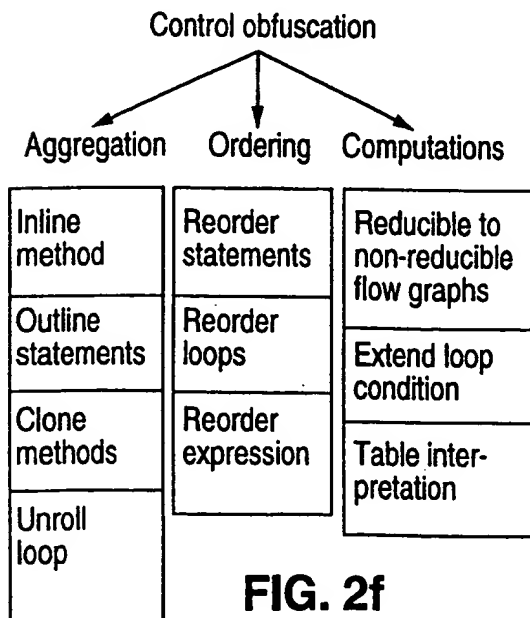 Control obfuscation
Aggregation
Ordering
Computations
Inline
method
Outline
statements
Clone
methods
Unroll
loop
Reorder
statements
Reorder
loops
Reorder
expression
Reducible to
non-reducible
flow graphs
Extend loop
condition
Table inter-
pretation
FIG. 2f